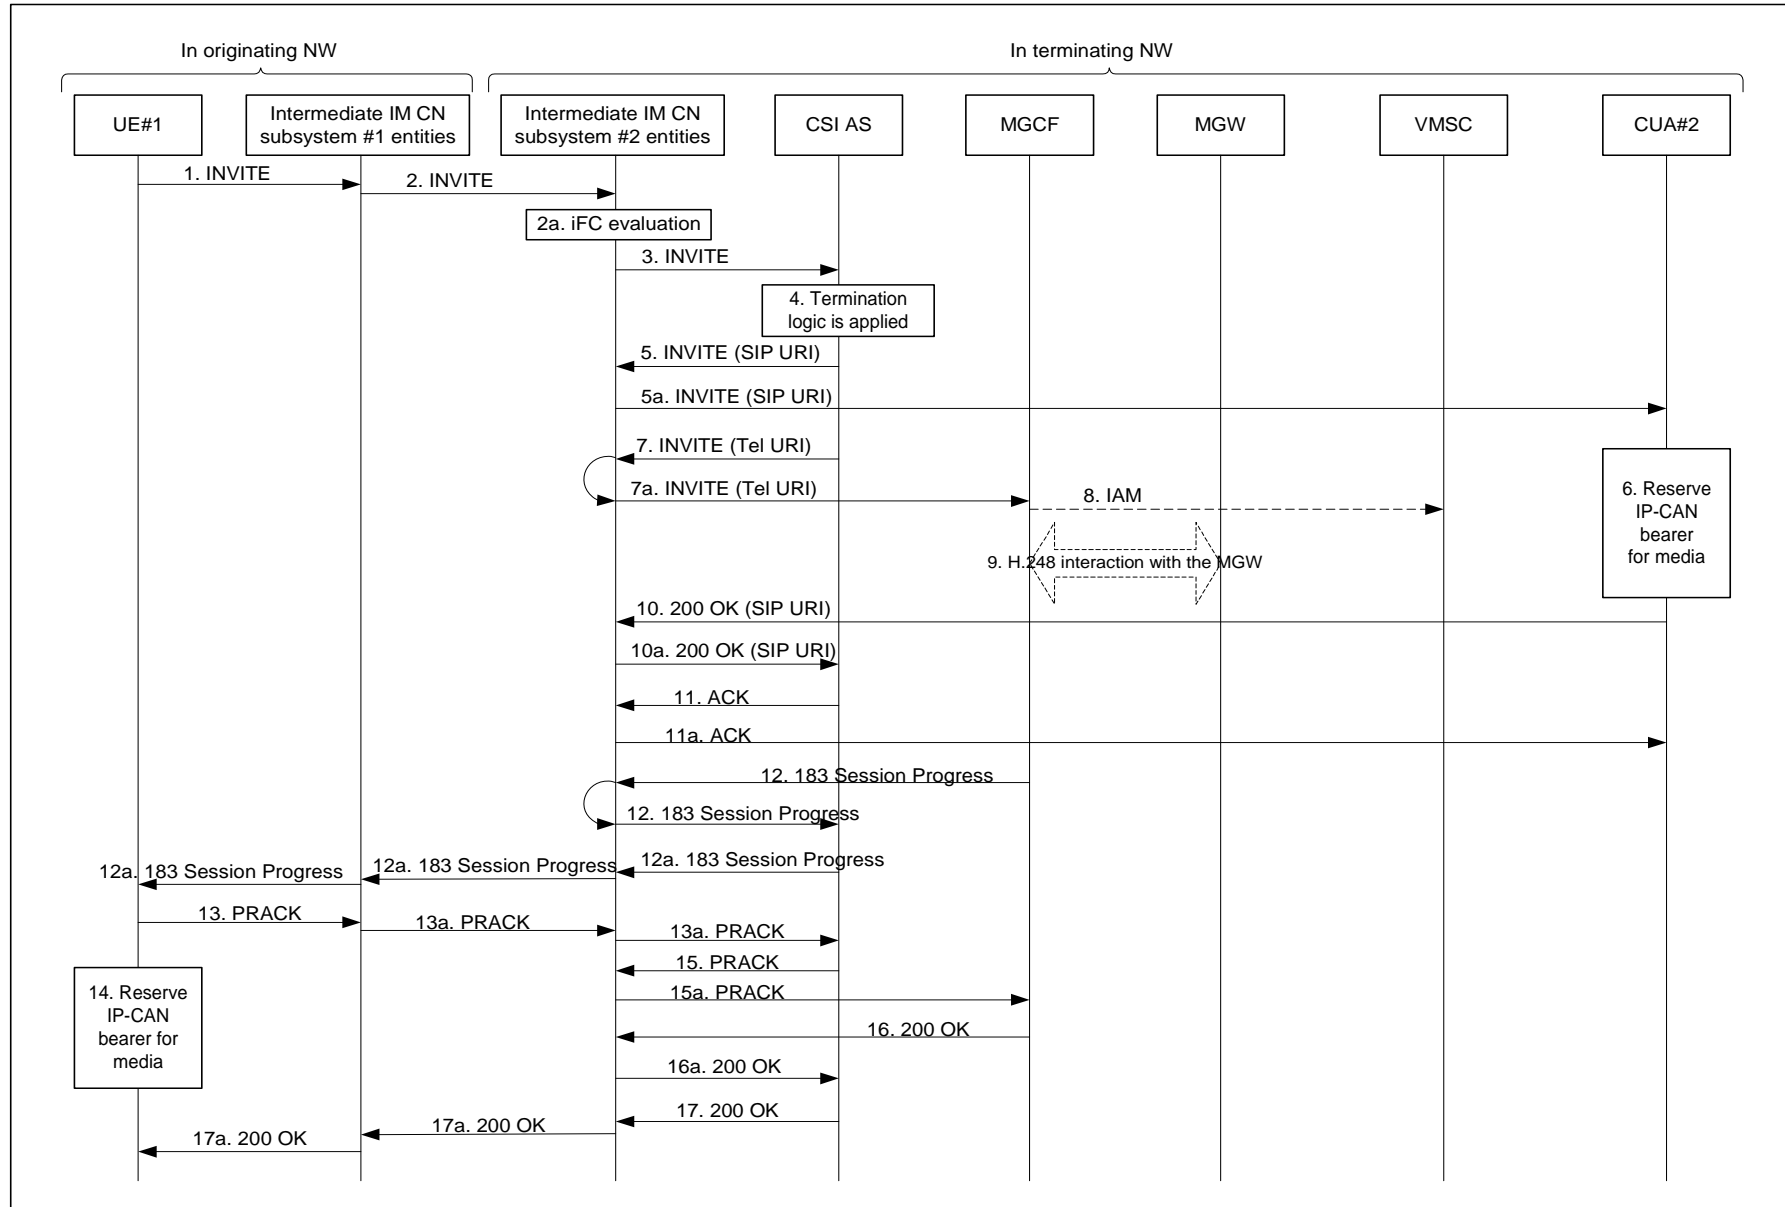 In originating NW
In terminating NW
UE#1
Intermediate IM CN
subsystem #1 entities
Intermediate IM CN
subsystem #2 entities
CSI AS
MGCF
MGW
VMSC
CUA#2
1. INVITE
2. INVITE
2a. iFC evaluation
3. INVITE
4. Termination
logic is applied
5. INVITE (SIP URI)
5a. INVITE (SIP URI)
7. INVITE (Tel URI)
7a. INVITE (Tel URI)
8. IAM
6. Reserve
IP-CAN
bearer
for media
9. H.248 interaction with the MGW
10. 200 OK (SIP URI)
10a. 200 OK (SIP URI)
11. ACK
11a. ACK
12. 183 Session Progress
12. 183 Session Progress
12a. 183 Session Progress
12a. 183 Session Progress
12a. 183 Session Progress
13. PRACK
13a. PRACK
13a. PRACK
15. PRACK
14. Reserve
IP-CAN
bearer for
media
15a. PRACK
16. 200 OK
16a. 200 OK
17. 200 OK
17a. 200 OK
17a. 200 OK